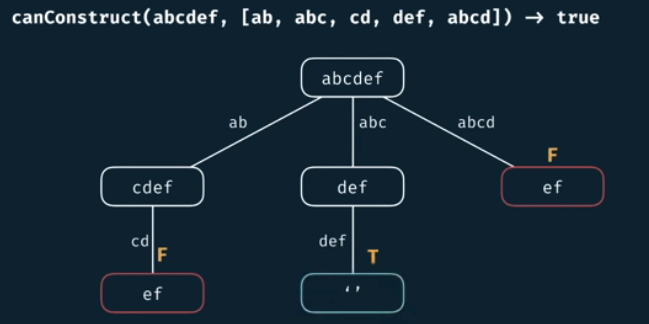 canConstruct(abcdef, [ab, abc, cd, def, abcd]) → true
abcdef
ab
abc
abcd
F
cdef
def
ef
cd
F
def
T
ef
‘’